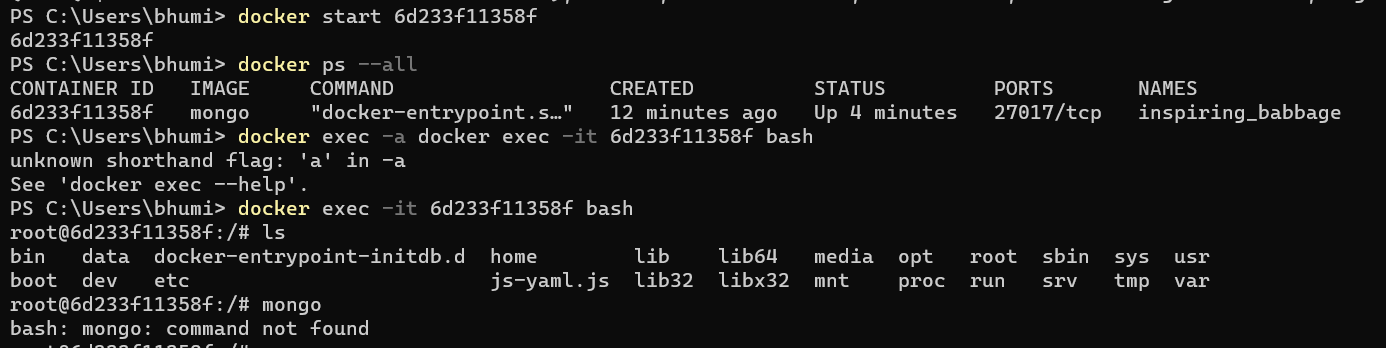 PS C:\Users\bhumi> docker start 6d233f11358f
6d233f11358f
PS C:\Users\bhumi> docker ps --all
CONTAINER ID   IMAGE     COMMAND                  CREATED          STATUS         PORTS       NAMES
6d233f11358f   mongo     "docker-entrypoint.s…"   12 minutes ago   Up 4 minutes   27017/tcp   inspiring_babbage
PS C:\Users\bhumi> docker exec -a docker exec -it 6d233f11358f bash
unknown shorthand flag: 'a' in -a
See 'docker exec --help'.
PS C:\Users\bhumi> docker exec -it 6d233f11358f bash
root@6d233f11358f:/# ls
bin   data  docker-entrypoint-initdb.d  home        lib    lib64   media  opt   root  sbin  sys  usr
boot  dev   etc                         js-yaml.js  lib32  libx32  mnt    proc  run   srv   tmp  var
root@6d233f11358f:/# mongo
bash: mongo: command not found